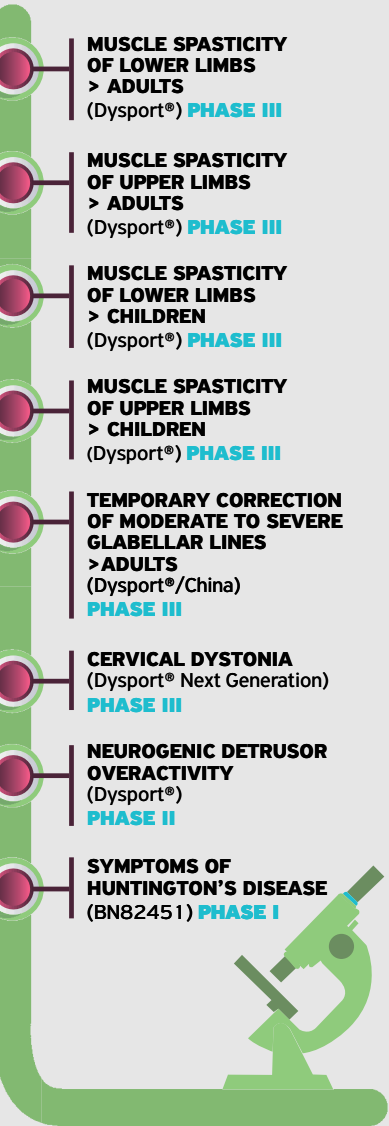 MUSCLE SPASTICITY
OF LOWER LIMBS
> ADULTS
(Dysport®) PHASE III
MUSCLE SPASTICITY
OF UPPER LIMBS
> ADULTS
(Dysport®) PHASE III
MUSCLE SPASTICITY
OF LOWER LIMBS
> CHILDREN
(Dysport®) PHASE III
MUSCLE SPASTICITY
OF UPPER LIMBS
> CHILDREN
(Dysport®) PHASE III
TEMPORARY CORRECTION
OF MODERATE TO SEVERE
GLABELLAR LINES
>ADULTS
(Dysport®/China)
PHASE III
CERVICAL DYSTONIA
(Dysport® Next Generation)
PHASE III
NEUROGENIC DETRUSOR
OVERACTIVITY
(Dysport®)
PHASE II
SYMPTOMS OF
HUNTINGTON'S DISEASE
(BN82451) PHASE I